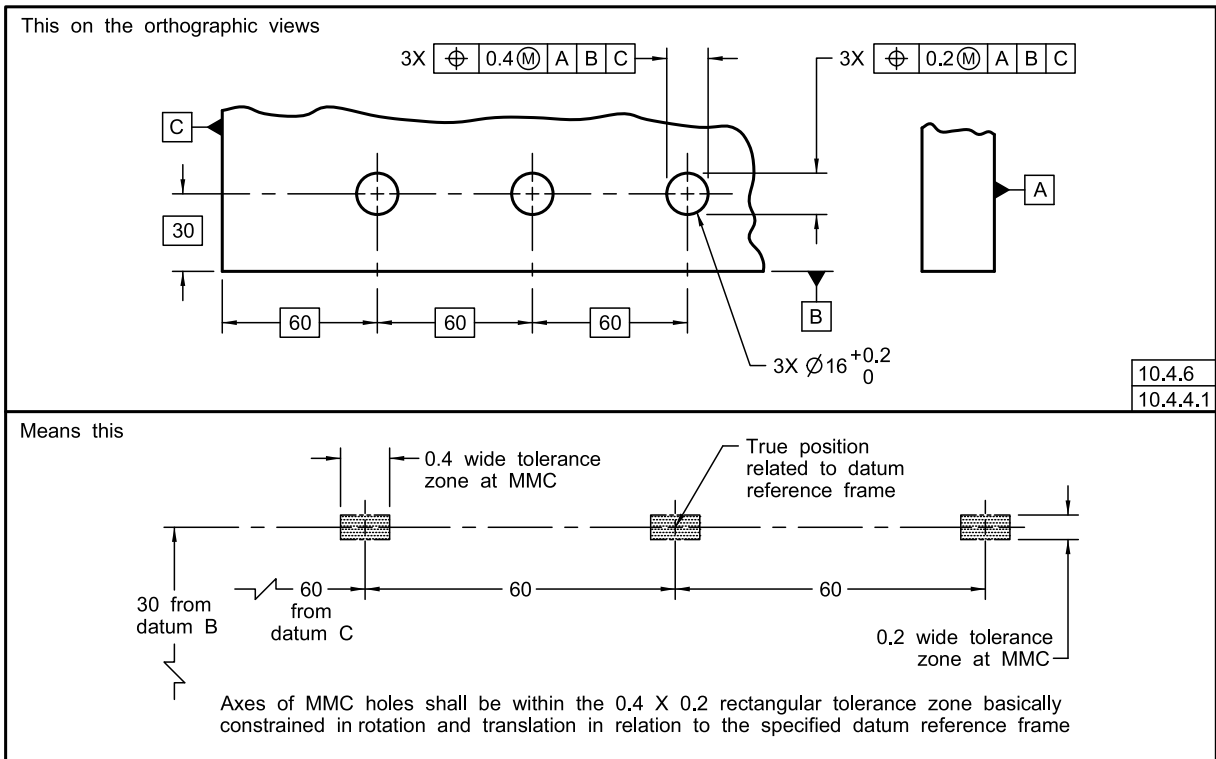 This on the orthographic views
3X ⌖ 0.4Ⓜ A B C
3X ⌖ 0.2Ⓜ A B C
C
A
30
60 60 60
B
3X ∅16 +0.2
0
10.4.6
10.4.4.1
Means this
0.4 wide tolerance
zone at MMC
True position
related to datum
reference frame
30 from
datum B
60
from
datum C
60
60
0.2 wide tolerance
zone at MMC
Axes of MMC holes shall be within the 0.4 X 0.2 rectangular tolerance zone basically
constrained in rotation and translation in relation to the specified datum reference frame